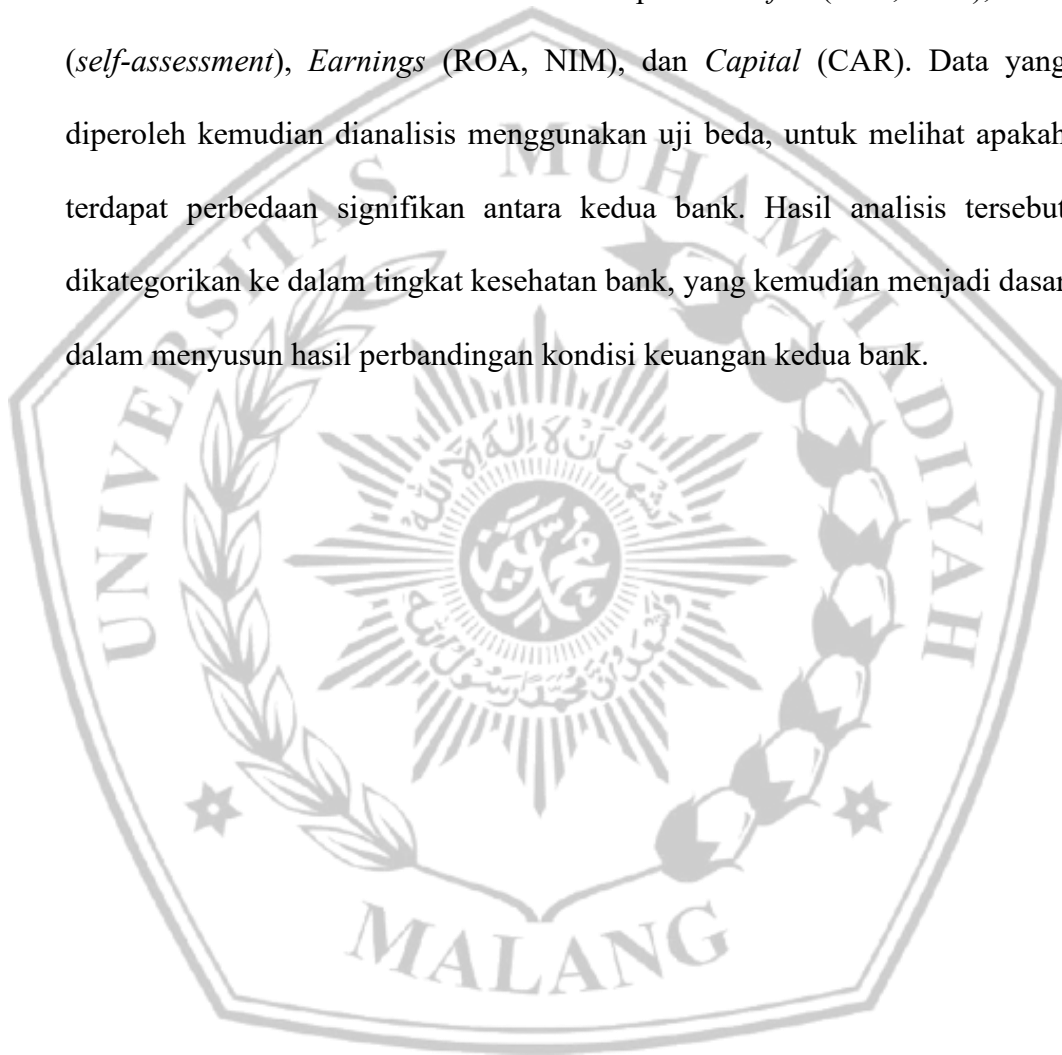 (self-assessment), Earnings (ROA, NIM), dan Capital (CAR). Data yang
diperoleh kemudian dianalisis menggunakan uji beda, untuk melihat apakah
terdapat perbedaan signifikan antara kedua bank. Hasil analisis tersebut
dikategorikan ke dalam tingkat kesehatan bank, yang kemudian menjadi dasar
dalam menyusun hasil perbandingan kondisi keuangan kedua bank.
UNIVERSITAS MUHAMMADIYAH
MALANG